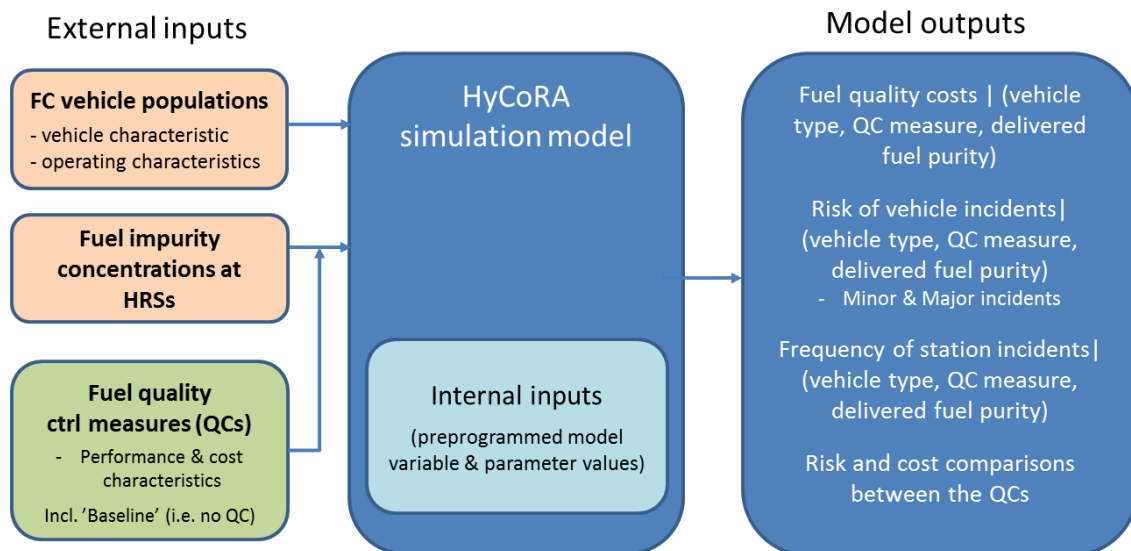 External inputs
FC vehicle populations
- vehicle characteristic
- operating characteristics
Fuel impurity
concentrations at
HRSs
Fuel quality
ctrl measures (QCs)
- Performance & cost
characteristics
Incl. ’Baseline’ (i.e. no QC)
HyCoRA
simulation model
Internal inputs
(preprogrammed model
variable & parameter values)
Model outputs
Fuel quality costs | (vehicle
type, QC measure, delivered
fuel purity)
Risk of vehicle incidents|
(vehicle type, QC measure,
delivered fuel purity)
- Minor & Major incidents
Frequency of station incidents|
(vehicle type, QC measure,
delivered fuel purity)
Risk and cost comparisons
between the QCs